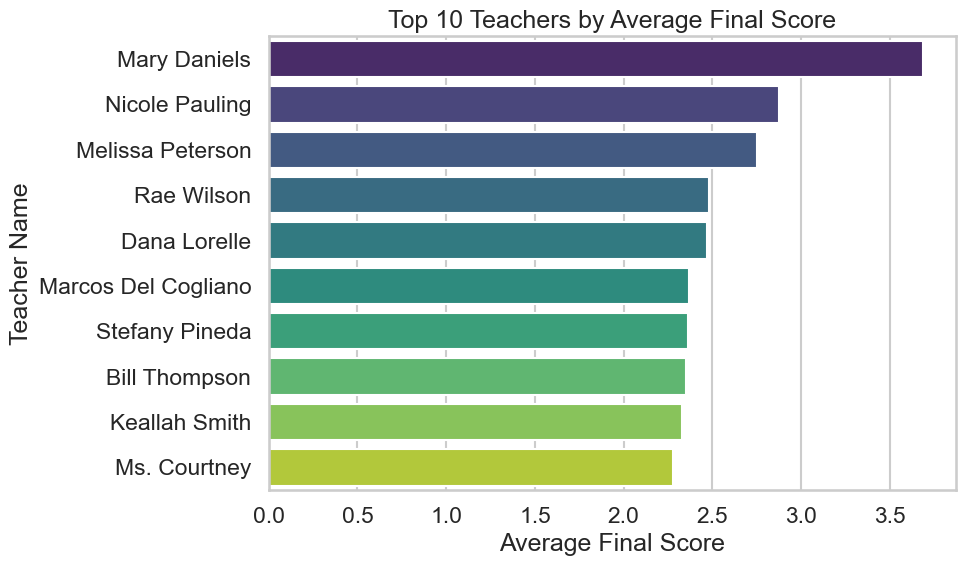 Top 10 Teachers by Average Final Score
Teacher Name
Mary Daniels
Nicole Pauling
Melissa Peterson
Rae Wilson
Dana Lorelle
Marcos Del Cogliano
Stefany Pineda
Bill Thompson
Keallah Smith
Ms. Courtney
0.0 0.5 1.0 1.5 2.0 2.5 3.0 3.5
Average Final Score